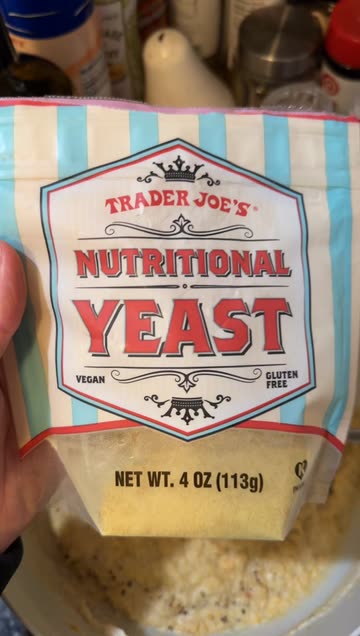 TRADER JOE'S®
NUTRITIONAL
YEAST
VEGAN
GLUTEN
FREE
NET WT. 4 OZ (113g)